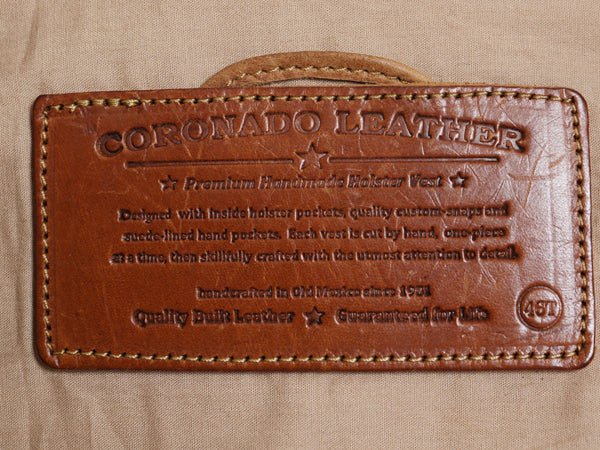 CORONADO LEATHER
Premium Handmade Holster Vest
Designed with inside holster pockets, quality custom-snaps and
suede-lined hand pockets. Each vest is cut by hand, one-piece
at a time, then skillfully crafted with the utmost attention to detail.
handcrafted in Old Mexico since 1981
Quality Built Leather Guaranteed for Life